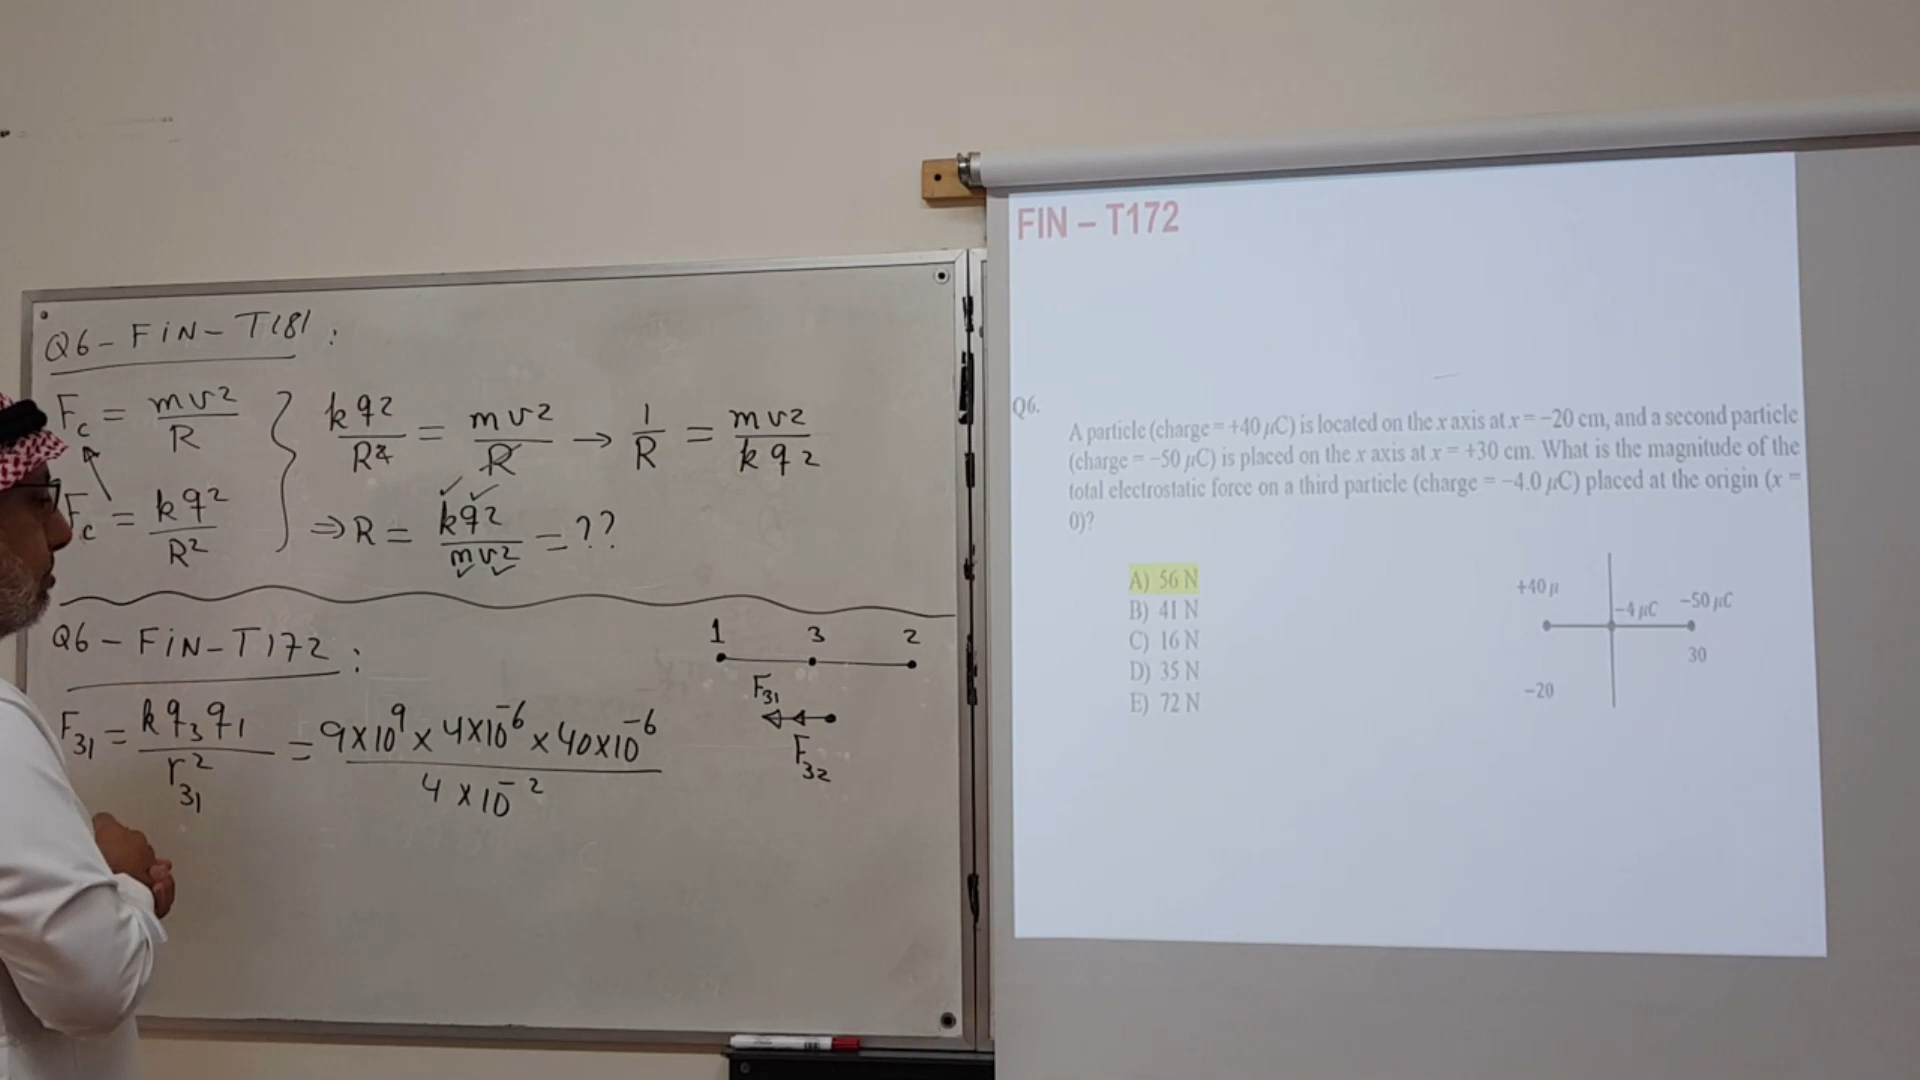 Q6 - FiN - T181 :
F_c = mv²/R } kq²/R² = mv²/R → 1/R = mv²/kq²
F_c = kq²/R² ⇒ R = kq²/mv² = ??
Q6 - FiN - T172 :
1 3 2
F₃₁
F₃₂
F₃₁ = kq₃q₁/r₃₁² = 9×10⁹ × 4×10⁻⁶ × 40×10⁻⁶ / 4×10⁻²
FIN – T172
Q6.
A particle (charge = +40 μC) is located on the x axis at x = −20 cm, and a second particle
(charge = −50 μC) is placed on the x axis at x = +30 cm. What is the magnitude of the
total electrostatic force on a third particle (charge = −4.0 μC) placed at the origin (x =
0)?
A) 56 N
B) 41 N
C) 16 N
D) 35 N
E) 72 N
+40 μ
−4 μC
−50 μC
30
−20